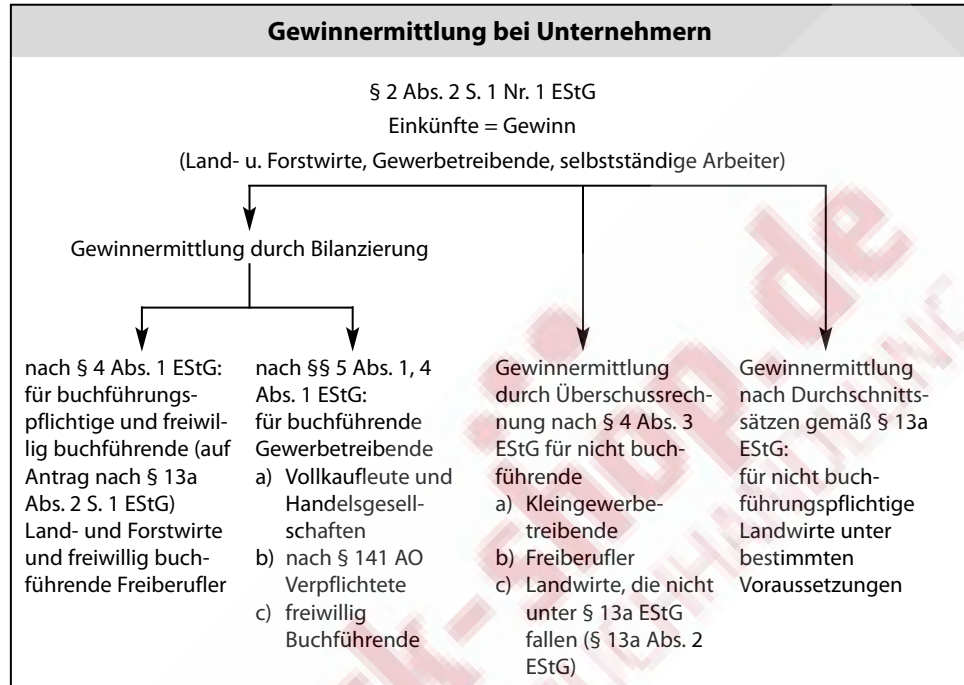 Gewinnermittlung bei Unternehmern
§ 2 Abs. 2 S. 1 Nr. 1 EStG
Einkünfte = Gewinn
(Land- u. Forstwirte, Gewerbetreibende, selbstständige Arbeiter)
Gewinnermittlung durch Bilanzierung
nach § 4 Abs. 1 EStG:
für buchführungs-
pflichtige und freiwil-
lig buchführende (auf
Antrag nach § 13a
Abs. 2 S. 1 EStG)
Land- und Forstwirte
und freiwillig buch-
führende Freiberufler
nach §§ 5 Abs. 1, 4
Abs. 1 EStG:
für buchführende
Gewerbetreibende
a) Vollkaufleute und
Handelsgesell-
schaften
b) nach § 141 AO
Verpflichtete
c) freiwillig
Buchführende
Gewinnermittlung
durch Überschussrech-
nung nach § 4 Abs. 3
EStG für nicht buch-
führende
a) Kleingewerbe-
treibende
b) Freiberufler
c) Landwirte, die nicht
unter § 13a EStG
fallen (§ 13a Abs. 2
EStG)
Gewinnermittlung
nach Durchschnitts-
sätzen gemäß § 13a
EStG:
für nicht buch-
führungspflichtige
Landwirte unter
bestimmten
Voraussetzungen